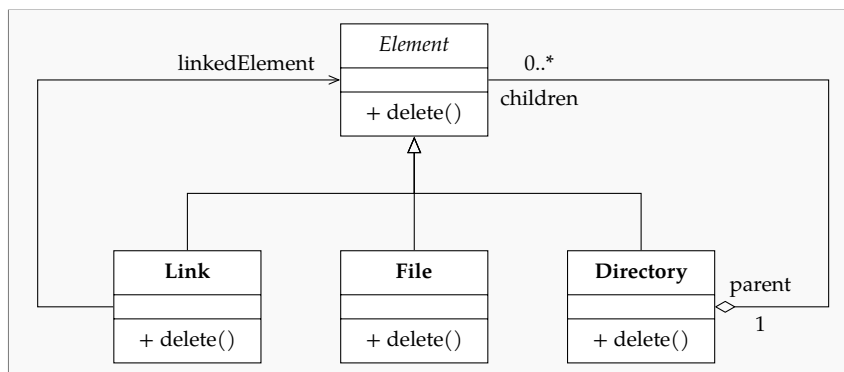 Element
linkedElement
0..*
children
+ delete()
Link
File
Directory
parent
1
+ delete()
+ delete()
+ delete()